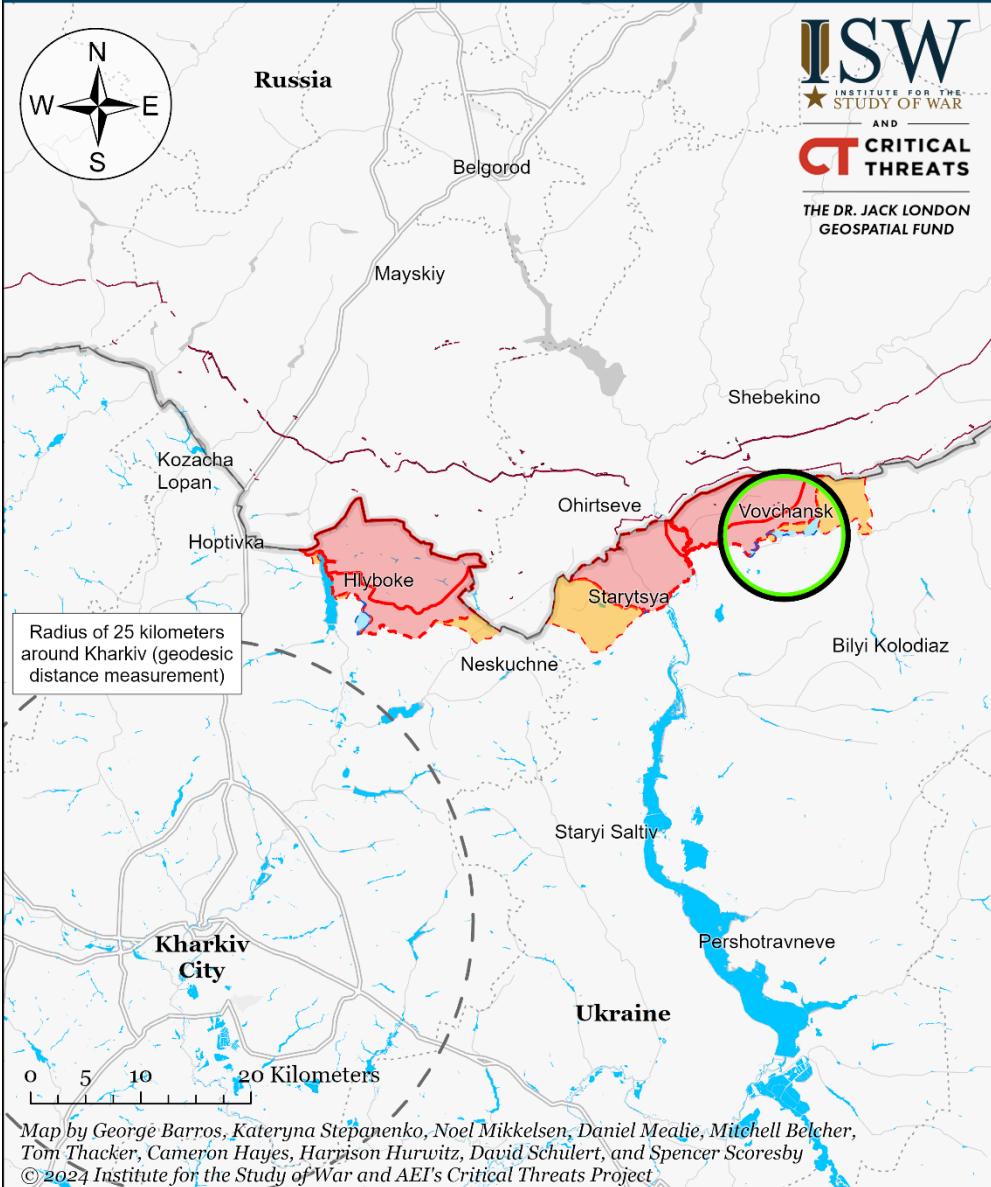 N
W
E
S
Russia
ISW
INSTITUTE FOR THE
STUDY OF WAR
AND
CT CRITICAL
THREATS
THE DR. JACK LONDON
GEOSPATIAL FUND
Belgorod
Mayskiy
Shebekino
Kozacha
Lopan
Ohirtseve
Vovchansk
Hoptivka
Hlyboke
Starytsya
Radius of 25 kilometers
around Kharkiv (geodesic
distance measurement)
Neskuchne
Bilyi Kolodiaz
Staryi Saltiv
Pershotravneve
Kharkiv
City
Ukraine
0 5 10 20 Kilometers
Map by George Barros, Kateryna Stepanenko, Noel Mikkelsen, Daniel Mealie, Mitchell Belcher,
Tom Thacker, Cameron Hayes, Harrison Hurwitz, David Schulert, and Spencer Scoresby
© 2024 Institute for the Study of War and AEI's Critical Threats Project